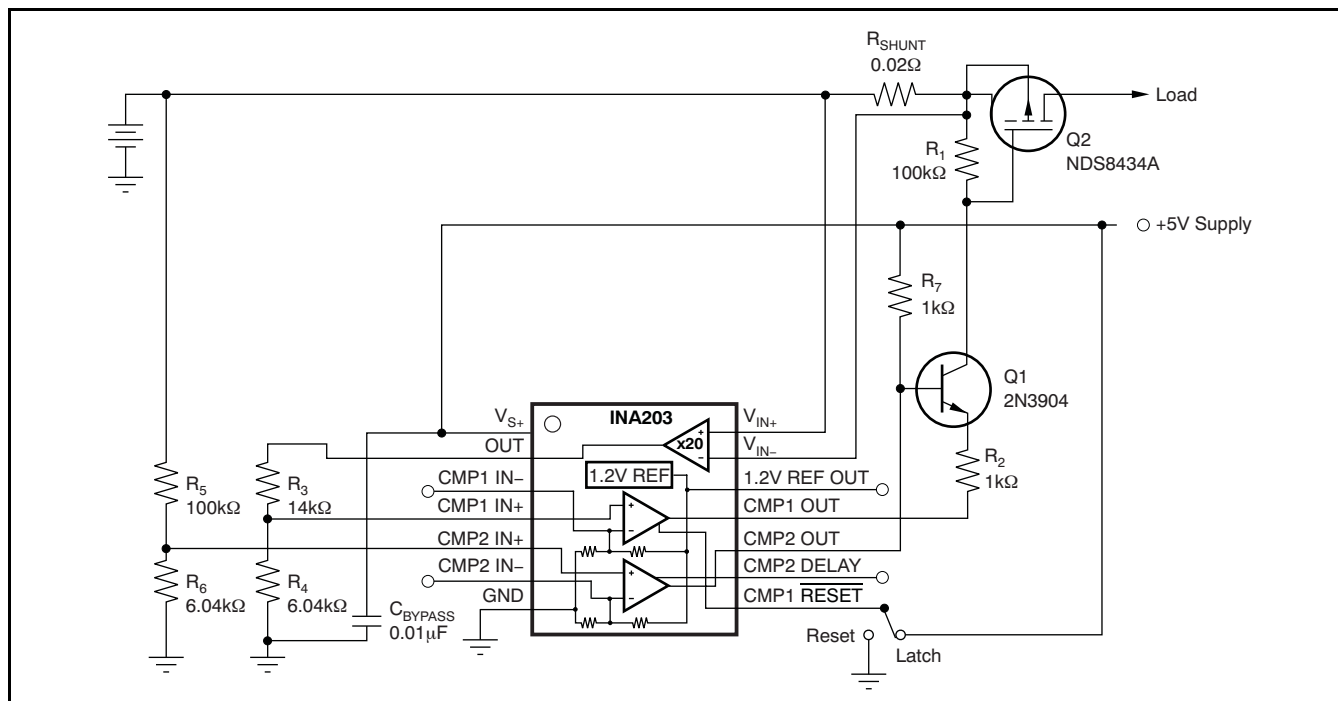 R_SHUNT
0.02Ω
Load
Q2
NDS8434A
R1
100kΩ
+5V Supply
R7
1kΩ
Q1
2N3904
INA203
VS+
OUT
x20
VIN+
VIN−
R2
1kΩ
R5
100kΩ
R3
14kΩ
1.2V REF
1.2V REF OUT
CMP1 IN−
CMP1 IN+
CMP1 OUT
CMP2 IN+
CMP2 OUT
CMP2 IN−
CMP2 DELAY
GND
CMP1 RESET
R6
6.04kΩ
R4
6.04kΩ
CBYPASS
0.01μF
Reset
Latch
+
−
+
−
+
−